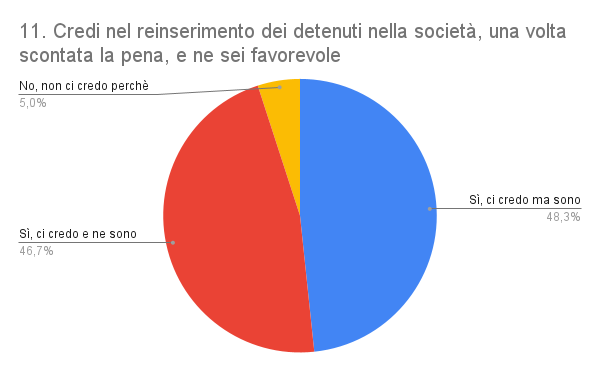 11. Credi nel reinserimento dei detenuti nella società, una volta
scontata la pena, e ne sei favorevole
No, non ci credo perchè
5,0%
Sì, ci credo ma sono
48,3%
Sì, ci credo e ne sono
46,7%